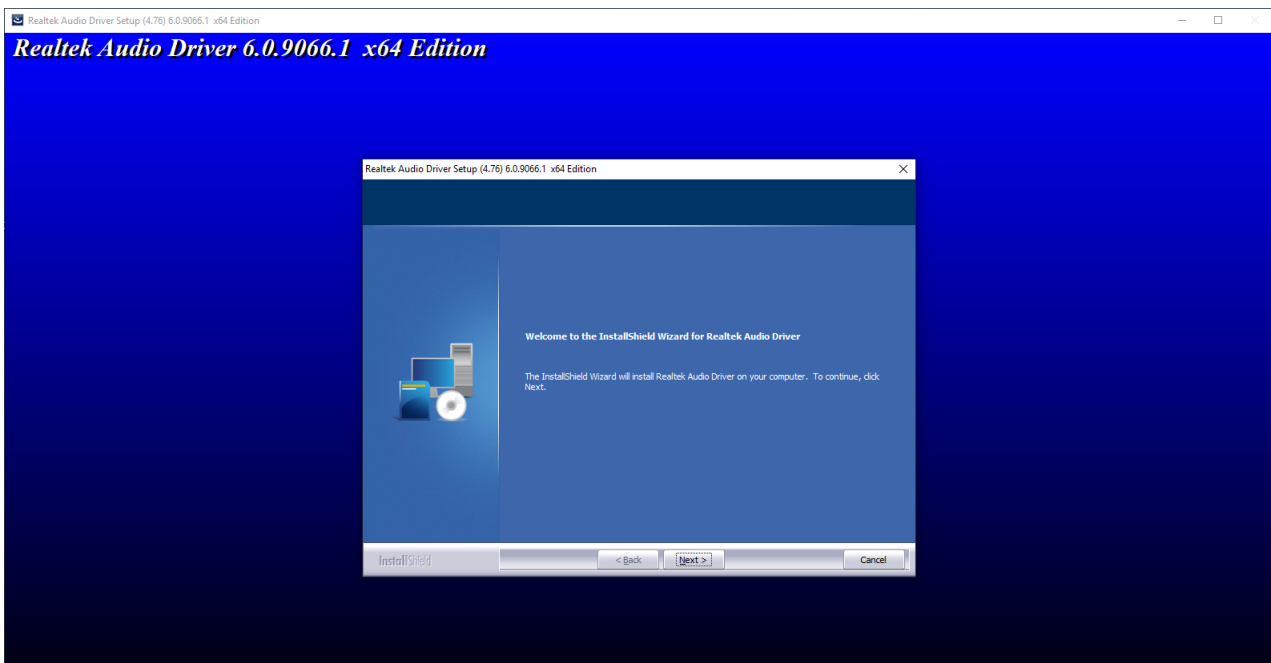 Realtek Audio Driver Setup (4.76) 6.0.9066.1  x64 Edition
Realtek Audio Driver 6.0.9066.1  x64 Edition
Realtek Audio Driver Setup (4.76) 6.0.9066.1  x64 Edition
Welcome to the InstallShield Wizard for Realtek Audio Driver
The InstallShield Wizard will install Realtek Audio Driver on your computer.  To continue, click
Next.
InstallShield
< Back
Next >
Cancel